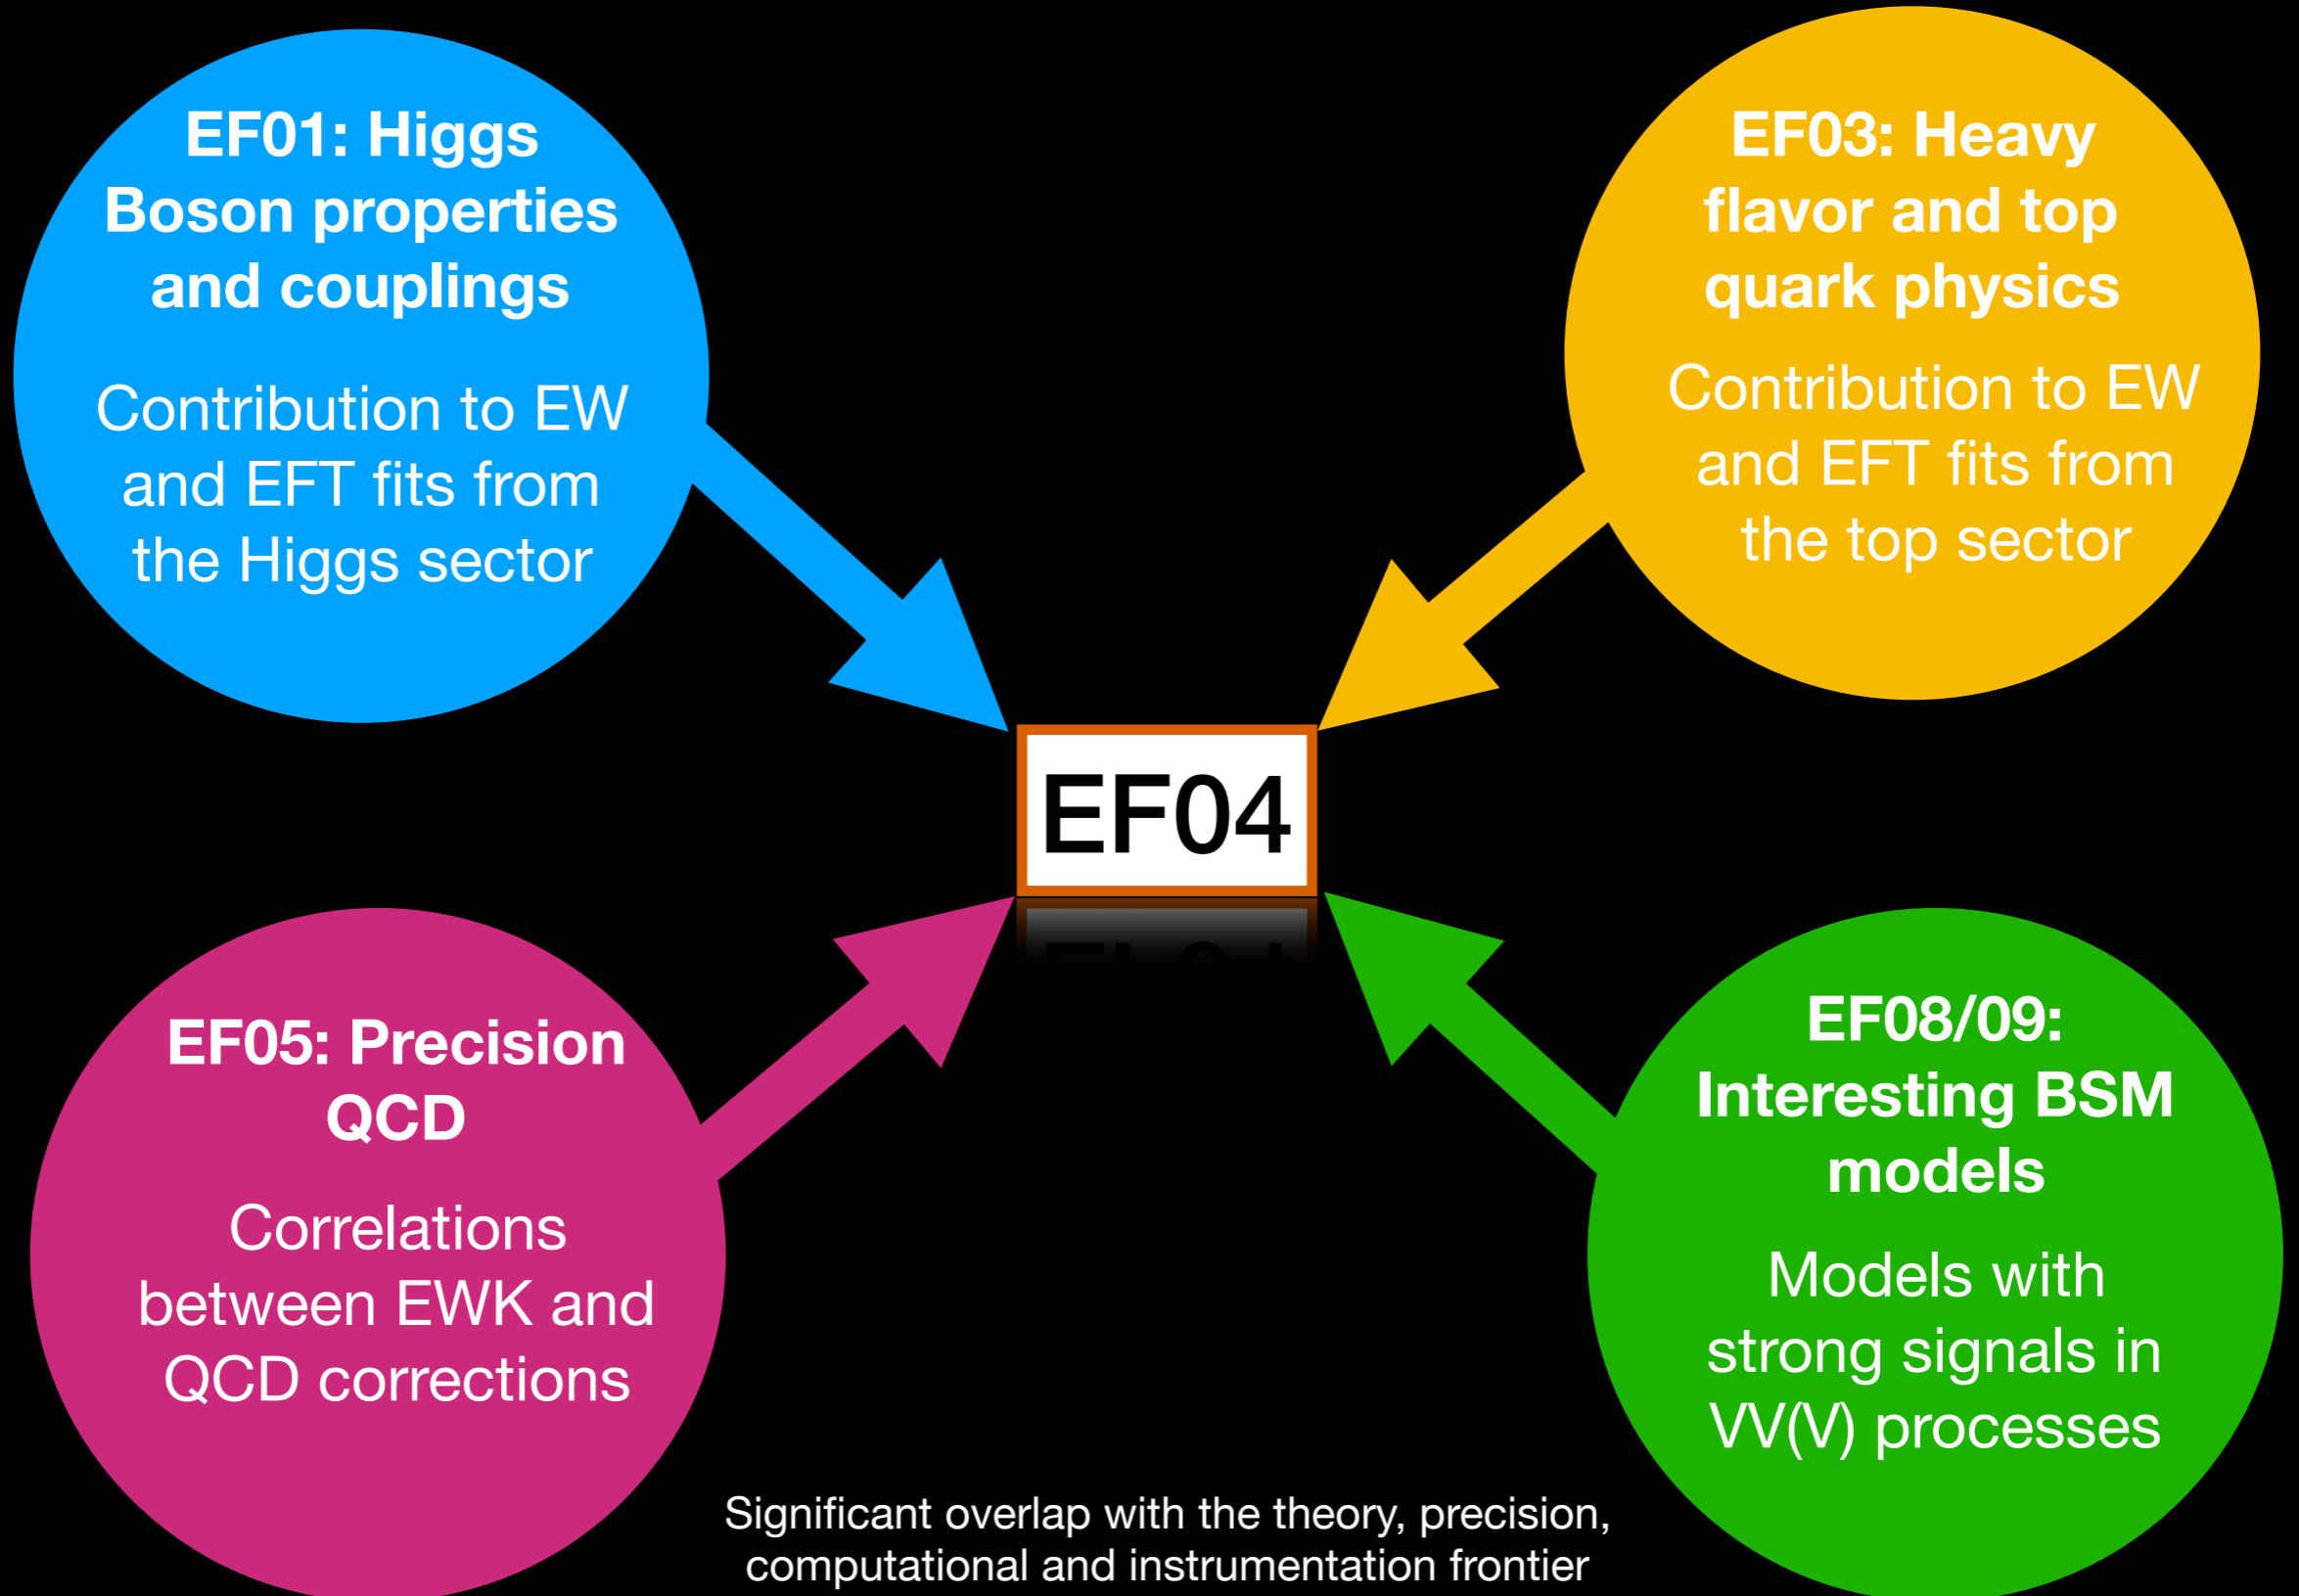 EF01: Higgs
Boson properties
and couplings
Contribution to EW
and EFT fits from
the Higgs sector
EF03: Heavy
flavor and top
quark physics
Contribution to EW
and EFT fits from
the top sector
EF04
EF05: Precision
QCD
Correlations
between EWK and
QCD corrections
EF08/09:
Interesting BSM
models
Models with
strong signals in
VV(V) processes
Significant overlap with the theory, precision,
computational and instrumentation frontier